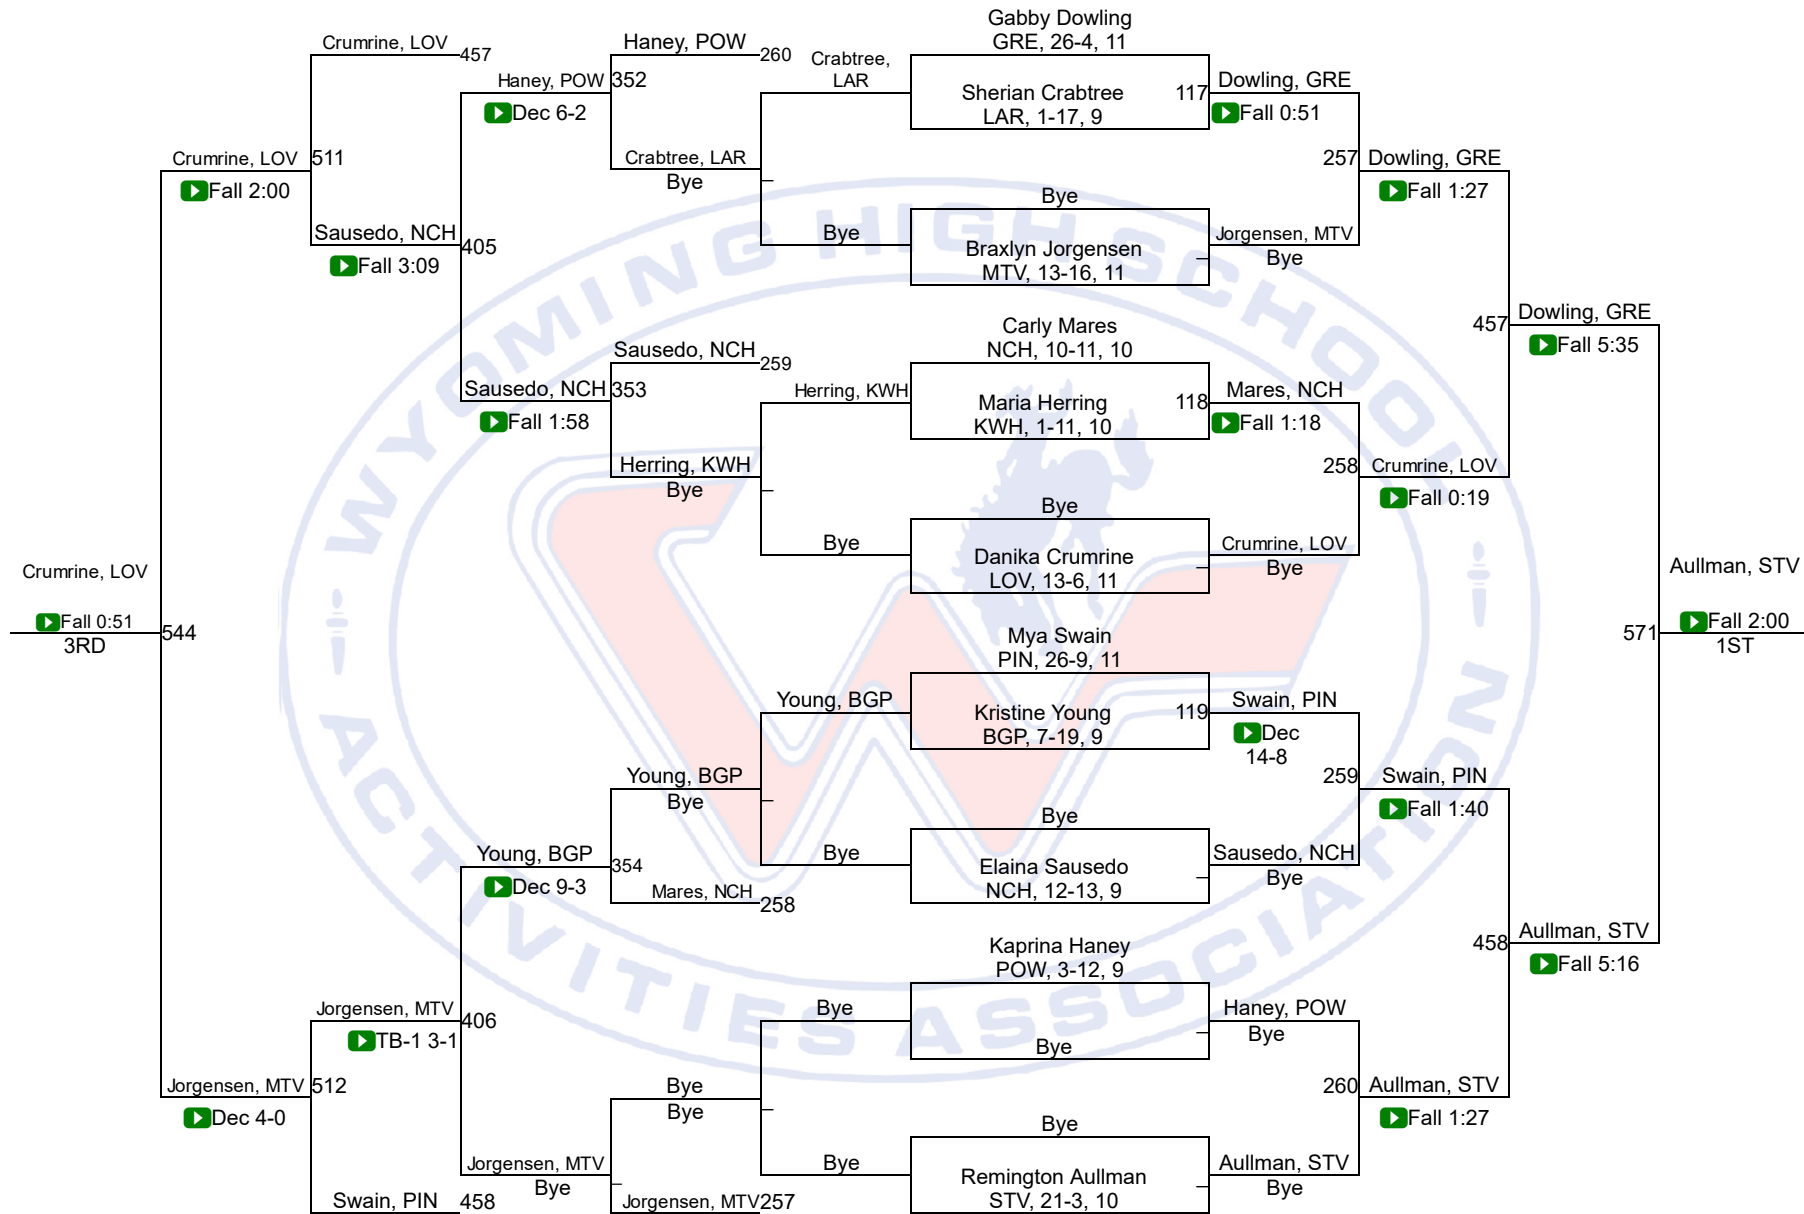 Gabby Dowling
GRE, 26-4, 11
Crumrine, LOV
457
Haney, POW
260
Crabtree,
LAR
Haney, POW
352
Dec 6-2
Sherian Crabtree
LAR, 1-17, 9
117
Dowling, GRE
Fall 0:51
Crumrine, LOV
511
Fall 2:00
Crabtree, LAR
Bye
257
Dowling, GRE
Fall 1:27
Bye
Sausedo, NCH
405
Fall 3:09
Bye
Braxlyn Jorgensen
MTV, 13-16, 11
Jorgensen, MTV
Bye
457
Dowling, GRE
Fall 5:35
Carly Mares
NCH, 10-11, 10
Sausedo, NCH
259
Sausedo, NCH
353
Fall 1:58
Herring, KWH
Maria Herring
KWH, 1-11, 10
118
Mares, NCH
Fall 1:18
Herring, KWH
Bye
258
Crumrine, LOV
Fall 0:19
Bye
Bye
Danika Crumrine
LOV, 13-6, 11
Crumrine, LOV
Bye
Crumrine, LOV
Fall 0:51
3RD
544
Aullman, STV
571
Fall 2:00
1ST
Mya Swain
PIN, 26-9, 11
Young, BGP
Kristine Young
BGP, 7-19, 9
119
Swain, PIN
Dec
14-8
Young, BGP
Bye
259
Swain, PIN
Fall 1:40
Bye
Young, BGP
354
Dec 9-3
Bye
Elaina Sausedo
NCH, 12-13, 9
Sausedo, NCH
Bye
Mares, NCH
258
458
Aullman, STV
Fall 5:16
Kaprina Haney
POW, 3-12, 9
Jorgensen, MTV
406
TB-1 3-1
Bye
Bye
Haney, POW
Bye
Jorgensen, MTV
512
Dec 4-0
Bye
Bye
260
Aullman, STV
Fall 1:27
Bye
Jorgensen, MTV
Bye
Bye
Remington Aullman
STV, 21-3, 10
Aullman, STV
Bye
Swain, PIN
458
Jorgensen, MTV
257
WYOMING HIGH SCHOOL
ACTIVITIES ASSOCIATION